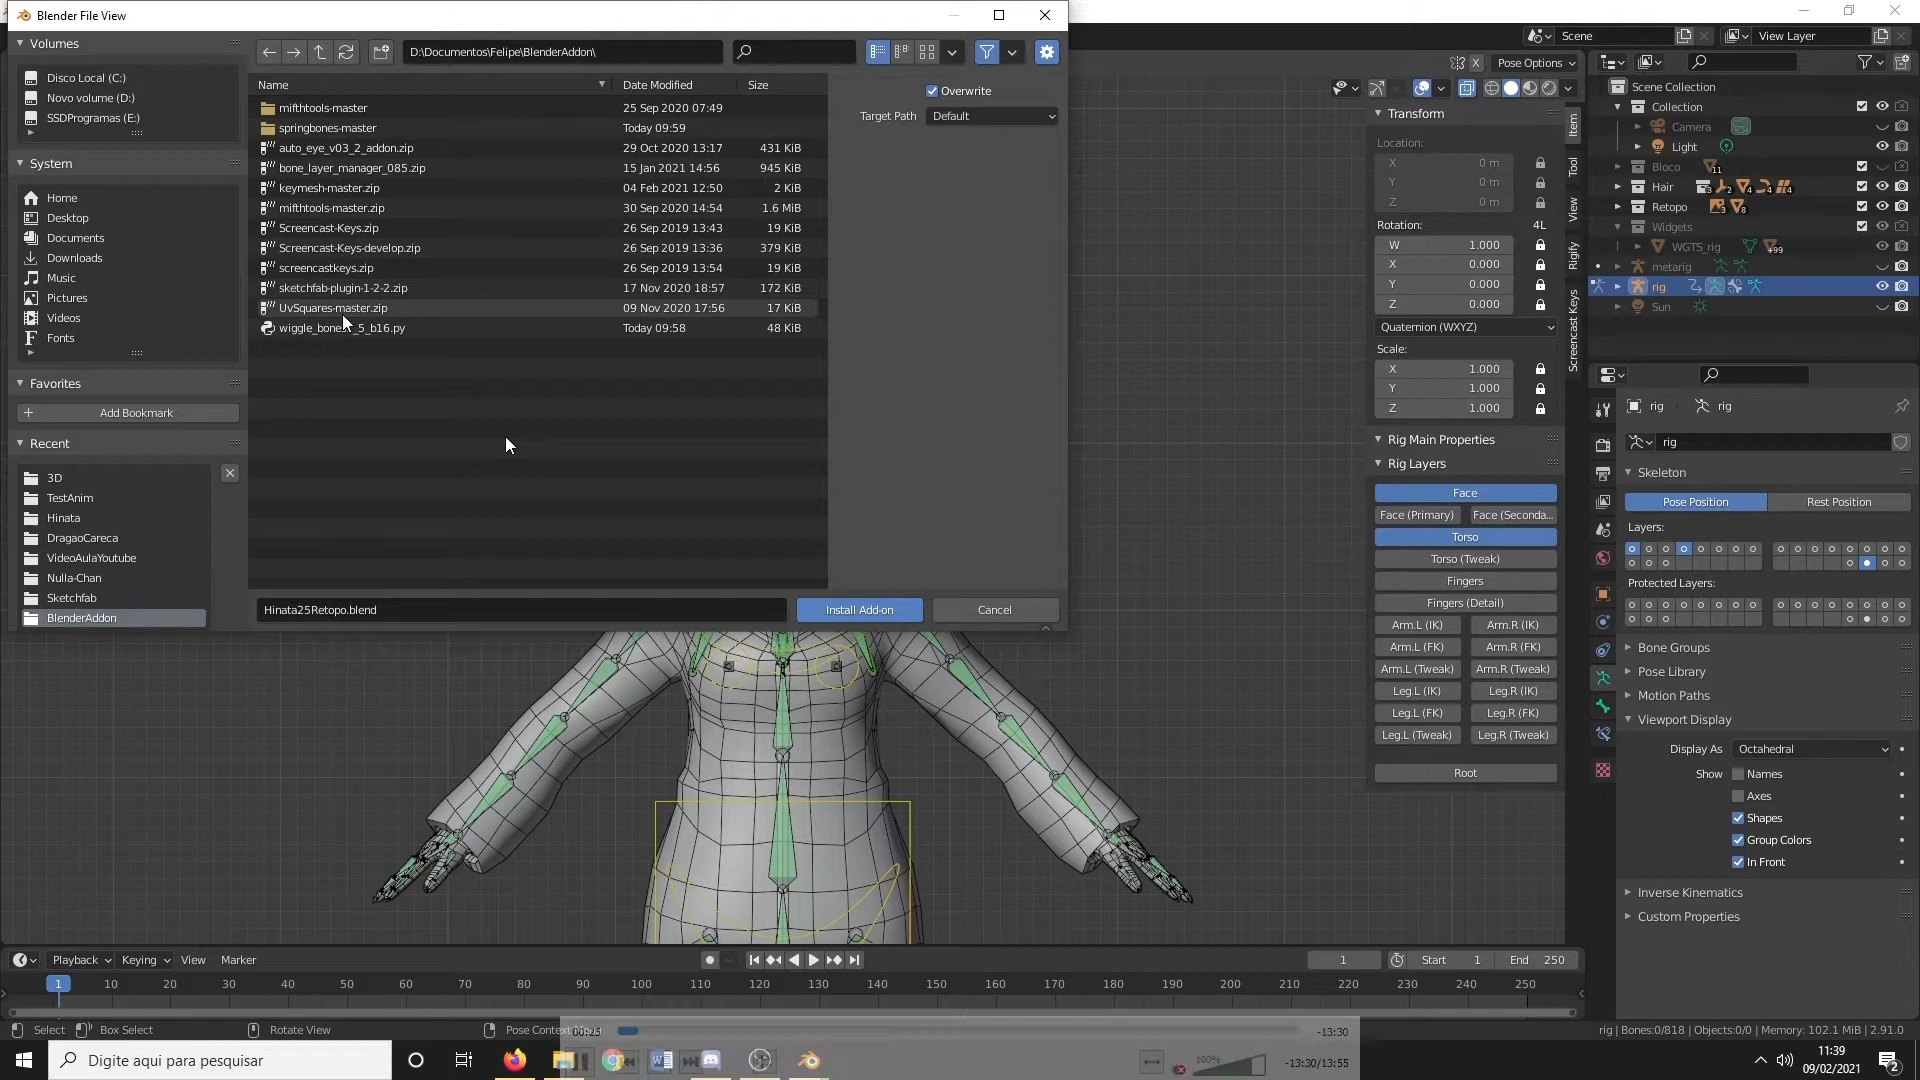 Blender File View
Volumes
Disco Local (C:)
Novo volume (D:)
SSDProgramas (E:)
System
Home
Desktop
Documents
Downloads
Music
Pictures
Videos
Fonts
Favorites
Add Bookmark
Recent
3D
TestAnim
Hinata
DragaoCareca
VideoAulaYoutube
Nulla-Chan
Sketchfab
BlenderAddon
D:\Documentos\Felipe\BlenderAddon\
Name Date Modified Size
mifthtools-master 25 Sep 2020 07:49
springbones-master Today 09:59
auto_eye_v03_2_addon.zip 29 Oct 2020 13:17 431 KiB
bone_layer_manager_085.zip 15 Jan 2021 14:56 945 KiB
keymesh-master.zip 04 Feb 2021 12:50 2 KiB
mifthtools-master.zip 30 Sep 2020 14:54 1.6 MiB
Screencast-Keys.zip 26 Sep 2019 13:43 19 KiB
Screencast-Keys-develop.zip 26 Sep 2019 13:36 379 KiB
screencastkeys.zip 26 Sep 2019 13:54 19 KiB
sketchfab-plugin-1-2-2.zip 17 Nov 2020 18:57 172 KiB
UvSquares-master.zip 09 Nov 2020 17:56 17 KiB
Today 09:58 48 KiB
Overwrite
Target Path Default
Hinata25Retopo.blend
Install Add-on
Cancel
Scene
View Layer
X Pose Options
Transform
Location:
X 0 m
Y 0 m
Z 0 m
Rotation: 4L
W 1.000
X 0.000
Y 0.000
Z 0.000
Quaternion (WXYZ)
Scale:
X 1.000
Y 1.000
Z 1.000
Rig Main Properties
Rig Layers
Face
Face (Primary) Face (Seconda...
Torso
Torso (Tweak)
Fingers
Fingers (Detail)
Arm.L (IK) Arm.R (IK)
Arm.L (FK) Arm.R (FK)
Arm.L (Tweak) Arm.R (Tweak)
Leg.L (IK) Leg.R (IK)
Leg.L (FK) Leg.R (FK)
Leg.L (Tweak) Leg.R (Tweak)
Root
Item
Tool
View
Rigify
Screencast Keys
Scene Collection
Collection
Camera
Light
Bloco 11
Hair 3 2 4 4 4
Retopo 3 8
Widgets
WGTS_rig +99
metarig
rig
Sun
rig rig
rig
Skeleton
Pose Position Rest Position
Layers:
Protected Layers:
Bone Groups
Pose Library
Motion Paths
Viewport Display
Display As Octahedral
Show Names
Axes
Shapes
Group Colors
In Front
Inverse Kinematics
Custom Properties
Playback Keying View Marker
1 Start 1 End 250
1 10 20 30 40 50 60 70 80 90 100 110 120 130 140 150 160 170 180 190 200 210 220 230 240 250
Select Box Select Rotate View Pose Context
-13:30
rig | Bones:0/818 | Objects:0/0 | Memory: 102.1 MiB | 2.91.0
Digite aqui para pesquisar
100%
-13:30/13:55
11:39
09/02/2021
2